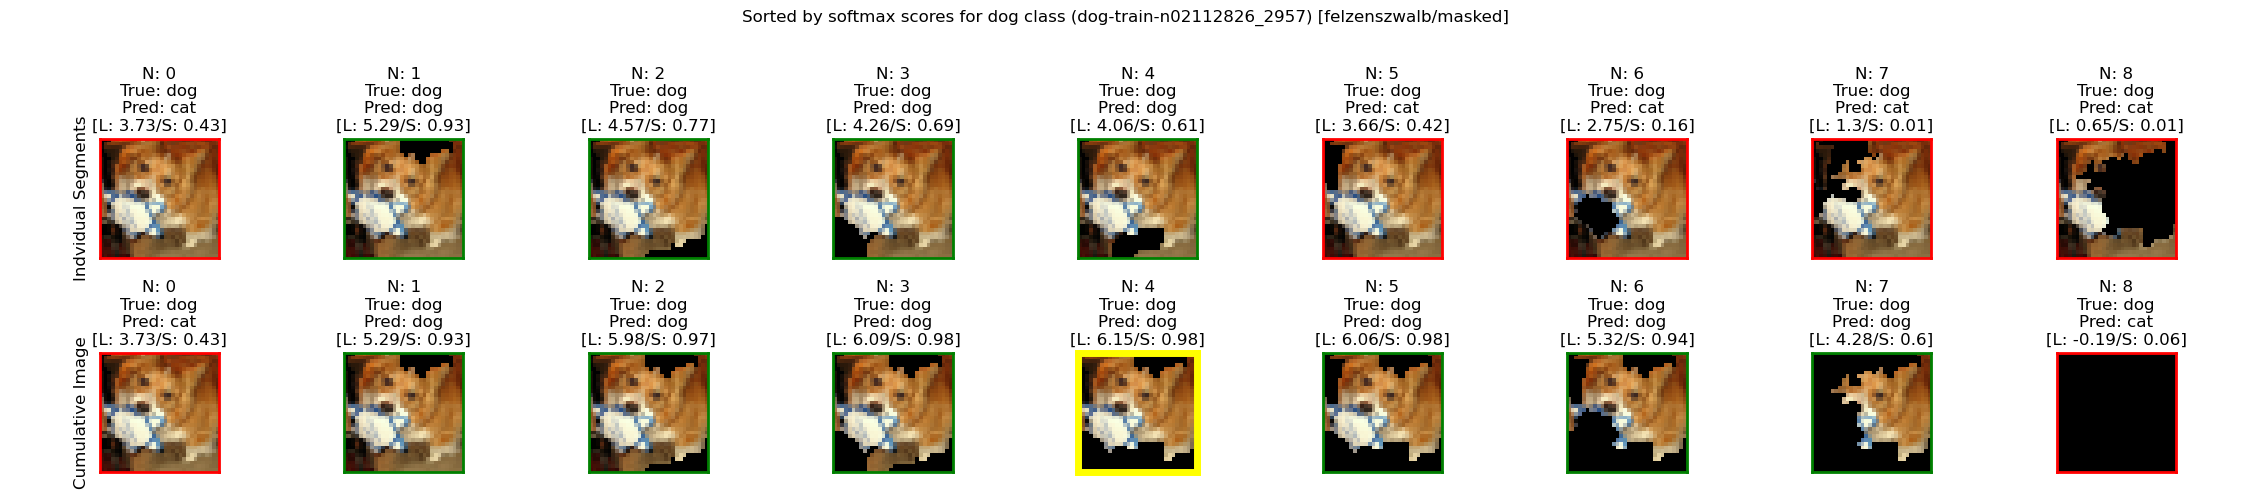 Sorted by softmax scores for dog class (dog-train-n02112826_2957) [felzenszwalb/masked]
Indvidual Segments
N: 0
True: dog
Pred: cat
[L: 3.73/S: 0.43]
N: 1
True: dog
Pred: dog
[L: 5.29/S: 0.93]
N: 2
True: dog
Pred: dog
[L: 4.57/S: 0.77]
N: 3
True: dog
Pred: dog
[L: 4.26/S: 0.69]
N: 4
True: dog
Pred: dog
[L: 4.06/S: 0.61]
N: 5
True: dog
Pred: cat
[L: 3.66/S: 0.42]
N: 6
True: dog
Pred: cat
[L: 2.75/S: 0.16]
N: 7
True: dog
Pred: cat
[L: 1.3/S: 0.01]
N: 8
True: dog
Pred: cat
[L: 0.65/S: 0.01]
Cumulative Image
N: 0
True: dog
Pred: cat
[L: 3.73/S: 0.43]
N: 1
True: dog
Pred: dog
[L: 5.29/S: 0.93]
N: 2
True: dog
Pred: dog
[L: 5.98/S: 0.97]
N: 3
True: dog
Pred: dog
[L: 6.09/S: 0.98]
N: 4
True: dog
Pred: dog
[L: 6.15/S: 0.98]
N: 5
True: dog
Pred: dog
[L: 6.06/S: 0.98]
N: 6
True: dog
Pred: dog
[L: 5.32/S: 0.94]
N: 7
True: dog
Pred: dog
[L: 4.28/S: 0.6]
N: 8
True: dog
Pred: cat
[L: -0.19/S: 0.06]